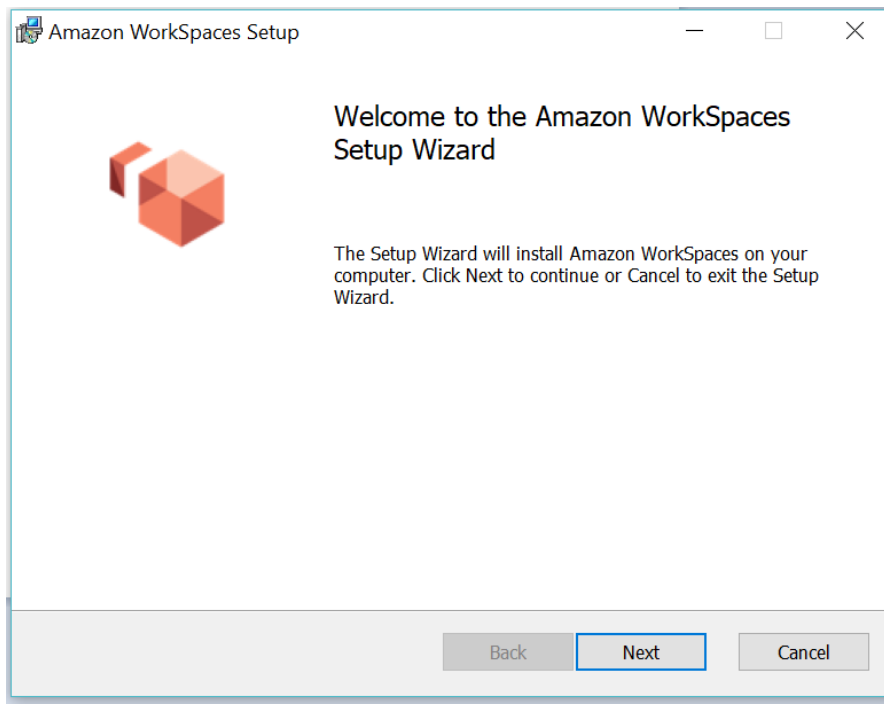 Amazon WorkSpaces Setup
Welcome to the Amazon WorkSpaces
Setup Wizard
The Setup Wizard will install Amazon WorkSpaces on your
computer. Click Next to continue or Cancel to exit the Setup
Wizard.
Back Next Cancel